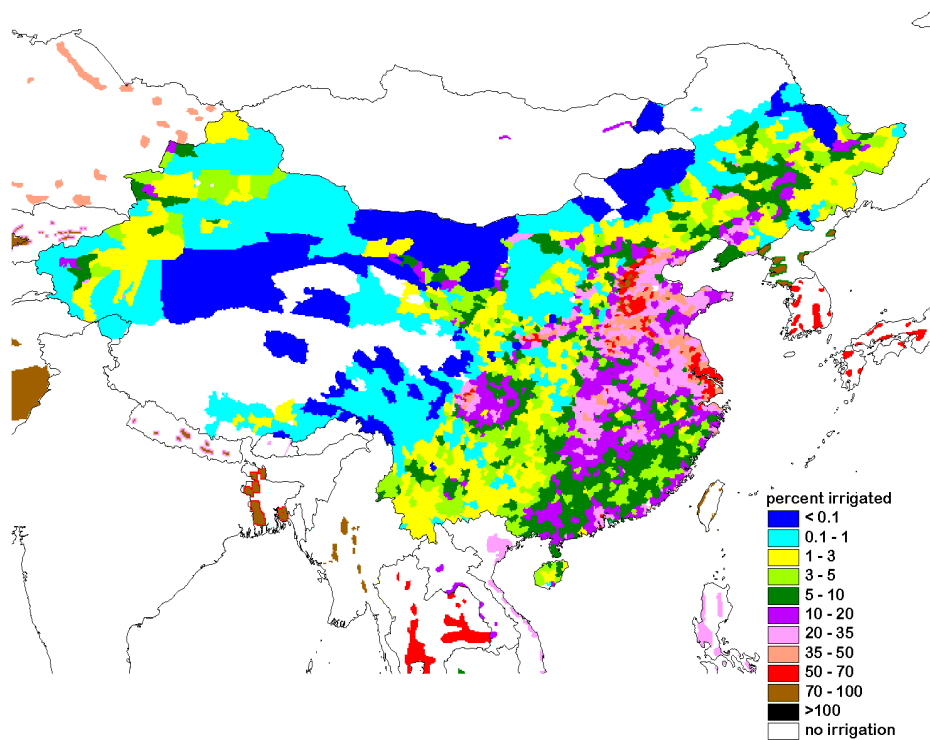 percent irrigated
< 0.1
0.1 - 1
1 - 3
3 - 5
5 - 10
10 - 20
20 - 35
35 - 50
50 - 70
70 - 100
>100
no irrigation